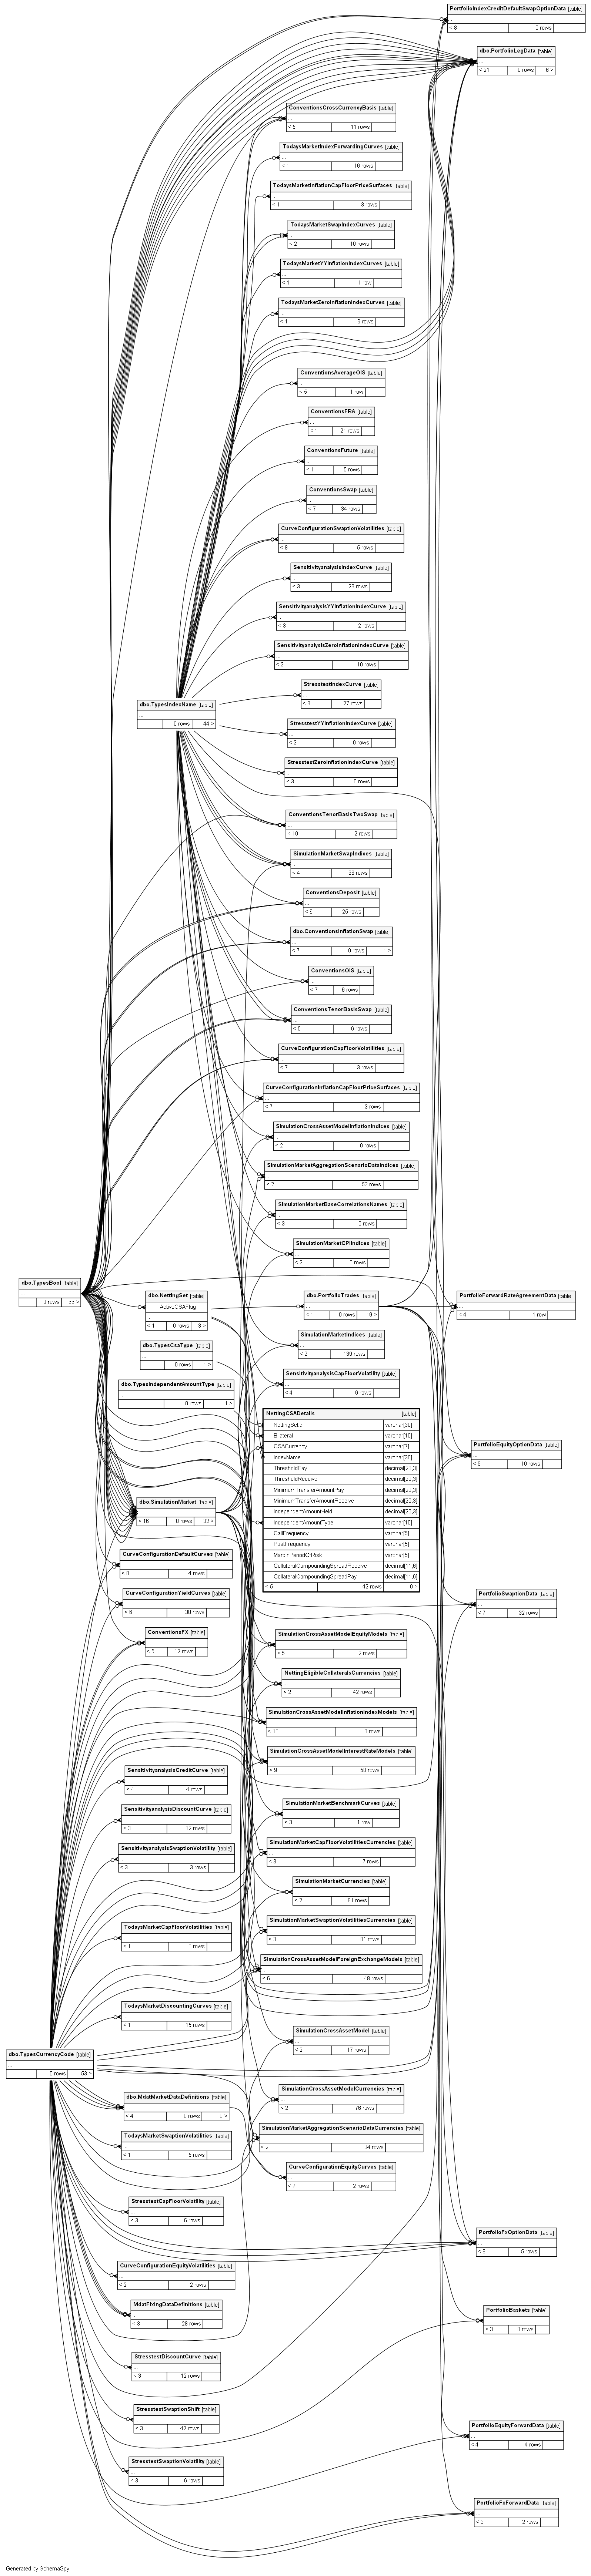 PortfolioIndexCreditDefaultSwapOptionData [table]
...
< 8 0 rows
dbo.PortfolioLegData [table]
...
< 21 0 rows 6 >
ConventionsCrossCurrencyBasis [table]
...
< 5 11 rows
TodaysMarketIndexForwardingCurves [table]
...
< 1 16 rows
TodaysMarketInflationCapFloorPriceSurfaces [table]
...
< 1 3 rows
TodaysMarketSwapIndexCurves [table]
...
< 2 10 rows
TodaysMarketYYInflationIndexCurves [table]
...
< 1 1 row
TodaysMarketZeroInflationIndexCurves [table]
...
< 1 6 rows
ConventionsAverageOIS [table]
...
< 5 1 row
ConventionsFRA [table]
...
< 1 21 rows
ConventionsFuture [table]
...
< 1 5 rows
ConventionsSwap [table]
...
< 7 34 rows
CurveConfigurationSwaptionVolatilities [table]
...
< 8 5 rows
SensitivityanalysisIndexCurve [table]
...
< 3 23 rows
SensitivityanalysisYYInflationIndexCurve [table]
...
< 3 2 rows
SensitivityanalysisZeroInflationIndexCurve [table]
...
< 3 10 rows
StresstestIndexCurve [table]
...
< 3 27 rows
dbo.TypesIndexName [table]
...
0 rows 44 >
StresstestYYInflationIndexCurve [table]
...
< 3 0 rows
StresstestZeroInflationIndexCurve [table]
...
< 3 0 rows
ConventionsTenorBasisTwoSwap [table]
...
< 10 2 rows
SimulationMarketSwapIndices [table]
...
< 4 36 rows
ConventionsDeposit [table]
...
< 6 25 rows
dbo.ConventionsInflationSwap [table]
...
< 7 0 rows 1 >
ConventionsOIS [table]
...
< 7 6 rows
ConventionsTenorBasisSwap [table]
...
< 5 6 rows
CurveConfigurationCapFloorVolatilities [table]
...
< 7 3 rows
CurveConfigurationInflationCapFloorPriceSurfaces [table]
...
< 7 3 rows
SimulationCrossAssetModelInflationIndices [table]
...
< 2 0 rows
SimulationMarketAggregationScenarioDataIndices [table]
...
< 2 52 rows
SimulationMarketBaseCorrelationsNames [table]
...
< 3 0 rows
SimulationMarketCPIIndices [table]
...
< 2 0 rows
dbo.TypesBool [table]
...
0 rows 68 >
dbo.NettingSet [table]
ActiveCSAFlag
...
< 1 0 rows 3 >
dbo.PortfolioTrades [table]
...
< 1 0 rows 19 >
PortfolioForwardRateAgreementData [table]
...
< 4 1 row
SimulationMarketIndices [table]
...
< 2 139 rows
dbo.TypesCsaType [table]
...
0 rows 1 >
SensitivityanalysisCapFloorVolatility [table]
...
< 4 6 rows
dbo.TypesIndependentAmountType [table]
...
0 rows 1 >
NettingCSADetails [table]
NettingSetId varchar[30]
Bilateral varchar[10]
CSACurrency varchar[7]
IndexName varchar[30]
ThresholdPay decimal[20,3]
ThresholdReceive decimal[20,3]
MinimumTransferAmountPay decimal[20,3]
MinimumTransferAmountReceive decimal[20,3]
IndependentAmountHeld decimal[20,3]
IndependentAmountType varchar[10]
CallFrequency varchar[5]
PostFrequency varchar[5]
MarginPeriodOfRisk varchar[5]
CollateralCompoundingSpreadReceive decimal[11,6]
CollateralCompoundingSpreadPay decimal[11,6]
< 5 42 rows 0 >
PortfolioEquityOptionData [table]
...
< 9 10 rows
dbo.SimulationMarket [table]
...
< 16 0 rows 32 >
CurveConfigurationDefaultCurves [table]
...
< 8 4 rows
CurveConfigurationYieldCurves [table]
...
< 8 30 rows
PortfolioSwaptionData [table]
...
< 7 32 rows
ConventionsFX [table]
...
< 5 12 rows
SimulationCrossAssetModelEquityModels [table]
...
< 5 2 rows
NettingEligibleCollateralsCurrencies [table]
...
< 2 42 rows
SimulationCrossAssetModelInflationIndexModels [table]
...
< 10 0 rows
SimulationCrossAssetModelInterestRateModels [table]
...
< 9 50 rows
SensitivityanalysisCreditCurve [table]
...
< 4 4 rows
SimulationMarketBenchmarkCurves [table]
...
< 3 1 row
SensitivityanalysisDiscountCurve [table]
...
< 3 12 rows
SimulationMarketCapFloorVolatilitiesCurrencies [table]
...
< 3 7 rows
SensitivityanalysisSwaptionVolatility [table]
...
< 3 3 rows
SimulationMarketCurrencies [table]
...
< 2 81 rows
TodaysMarketCapFloorVolatilities [table]
...
< 1 3 rows
SimulationMarketSwaptionVolatilitiesCurrencies [table]
...
< 3 81 rows
SimulationCrossAssetModelForeignExchangeModels [table]
...
< 6 48 rows
TodaysMarketDiscountingCurves [table]
...
< 1 15 rows
SimulationCrossAssetModel [table]
...
< 2 17 rows
dbo.TypesCurrencyCode [table]
...
0 rows 53 >
SimulationCrossAssetModelCurrencies [table]
...
< 2 76 rows
dbo.MdatMarketDataDefinitions [table]
...
< 4 0 rows 8 >
SimulationMarketAggregationScenarioDataCurrencies [table]
...
< 2 34 rows
TodaysMarketSwaptionVolatilities [table]
...
< 1 5 rows
CurveConfigurationEquityCurves [table]
...
< 7 2 rows
StresstestCapFloorVolatility [table]
...
< 3 6 rows
PortfolioFxOptionData [table]
...
< 8 5 rows
CurveConfigurationEquityVolatilities [table]
...
< 2 2 rows
MdatFixingDataDefinitions [table]
...
< 3 28 rows
PortfolioBaskets [table]
...
< 3 0 rows
StresstestDiscountCurve [table]
...
< 3 12 rows
StresstestSwaptionShift [table]
...
< 3 42 rows
PortfolioEquityForwardData [table]
...
< 4 4 rows
StresstestSwaptionVolatility [table]
...
< 3 6 rows
PortfolioFxForwardData [table]
...
< 3 2 rows
Generated by SchemaSpy